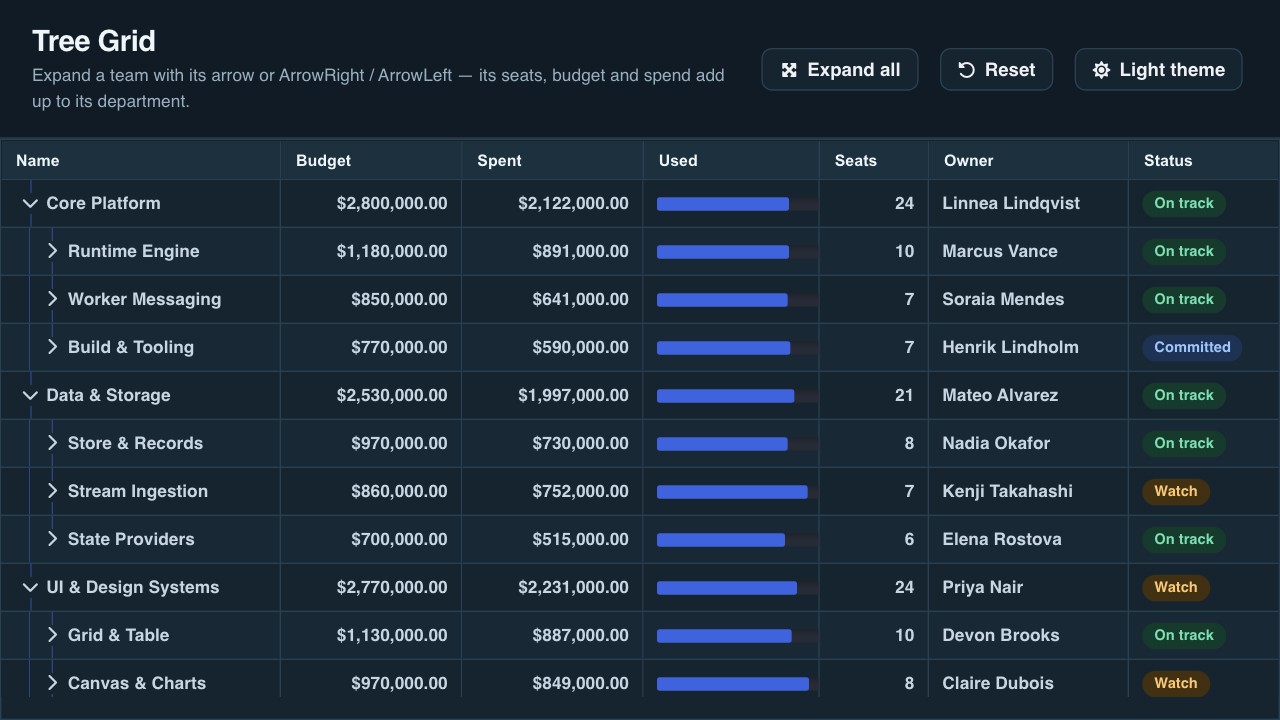 Tree Grid
Expand a team with its arrow or ArrowRight / ArrowLeft — its seats, budget and spend add
up to its department.
Expand all
Reset
Light theme
Name Budget Spent Used Seats Owner Status
Core Platform $2,800,000.00 $2,122,000.00 24 Linnea Lindqvist On track
Runtime Engine $1,180,000.00 $891,000.00 10 Marcus Vance On track
Worker Messaging $850,000.00 $641,000.00 7 Soraia Mendes On track
Build & Tooling $770,000.00 $590,000.00 7 Henrik Lindholm Committed
Data & Storage $2,530,000.00 $1,997,000.00 21 Mateo Alvarez On track
Store & Records $970,000.00 $730,000.00 8 Nadia Okafor On track
Stream Ingestion $860,000.00 $752,000.00 7 Kenji Takahashi Watch
State Providers $700,000.00 $515,000.00 6 Elena Rostova On track
UI & Design Systems $2,770,000.00 $2,231,000.00 24 Priya Nair Watch
Grid & Table $1,130,000.00 $887,000.00 10 Devon Brooks On track
Canvas & Charts $970,000.00 $849,000.00 8 Claire Dubois Watch